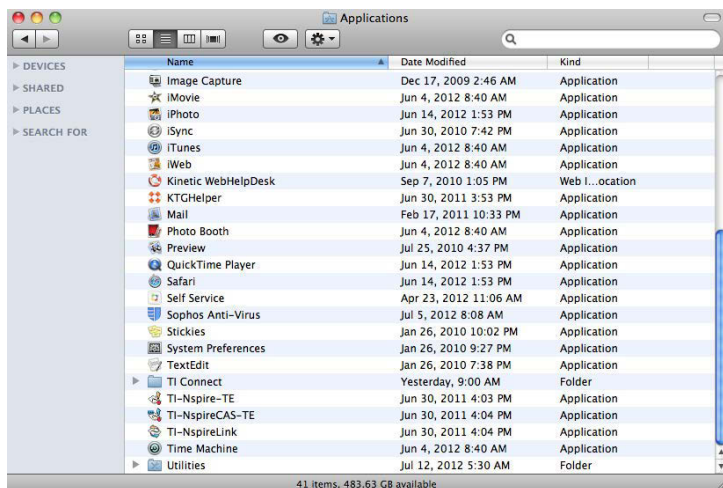 Applications
Name Date Modified Kind
DEVICES
SHARED
PLACES
SEARCH FOR
Image Capture Dec 17, 2009 2:46 AM Application
iMovie Jun 4, 2012 8:40 AM Application
iPhoto Jun 14, 2012 1:53 PM Application
iSync Jun 30, 2010 7:42 PM Application
iTunes Jun 4, 2012 8:40 AM Application
iWeb Jun 4, 2012 8:40 AM Application
Kinetic WebHelpDesk Sep 7, 2010 1:05 PM Web I...ocation
KTGHelper Jun 30, 2011 3:53 PM Application
Mail Feb 17, 2011 10:33 PM Application
Photo Booth Jun 4, 2012 8:40 AM Application
Preview Jul 25, 2010 4:37 PM Application
QuickTime Player Jun 14, 2012 1:53 PM Application
Safari Jun 14, 2012 1:53 PM Application
Self Service Apr 23, 2012 11:06 AM Application
Sophos Anti-Virus Jul 5, 2012 8:08 AM Application
Stickies Jan 26, 2010 10:02 PM Application
System Preferences Jan 26, 2010 9:27 PM Application
TextEdit Jan 26, 2010 7:38 PM Application
TI Connect Yesterday, 9:00 AM Folder
TI-Nspire-TE Jun 30, 2011 4:03 PM Application
TI-NspireCAS-TE Jun 30, 2011 4:04 PM Application
TI-NspireLink Jun 30, 2011 4:04 PM Application
Time Machine Jun 4, 2012 8:40 AM Application
Utilities Jul 12, 2012 5:30 AM Folder
41 items, 483.63 GB available